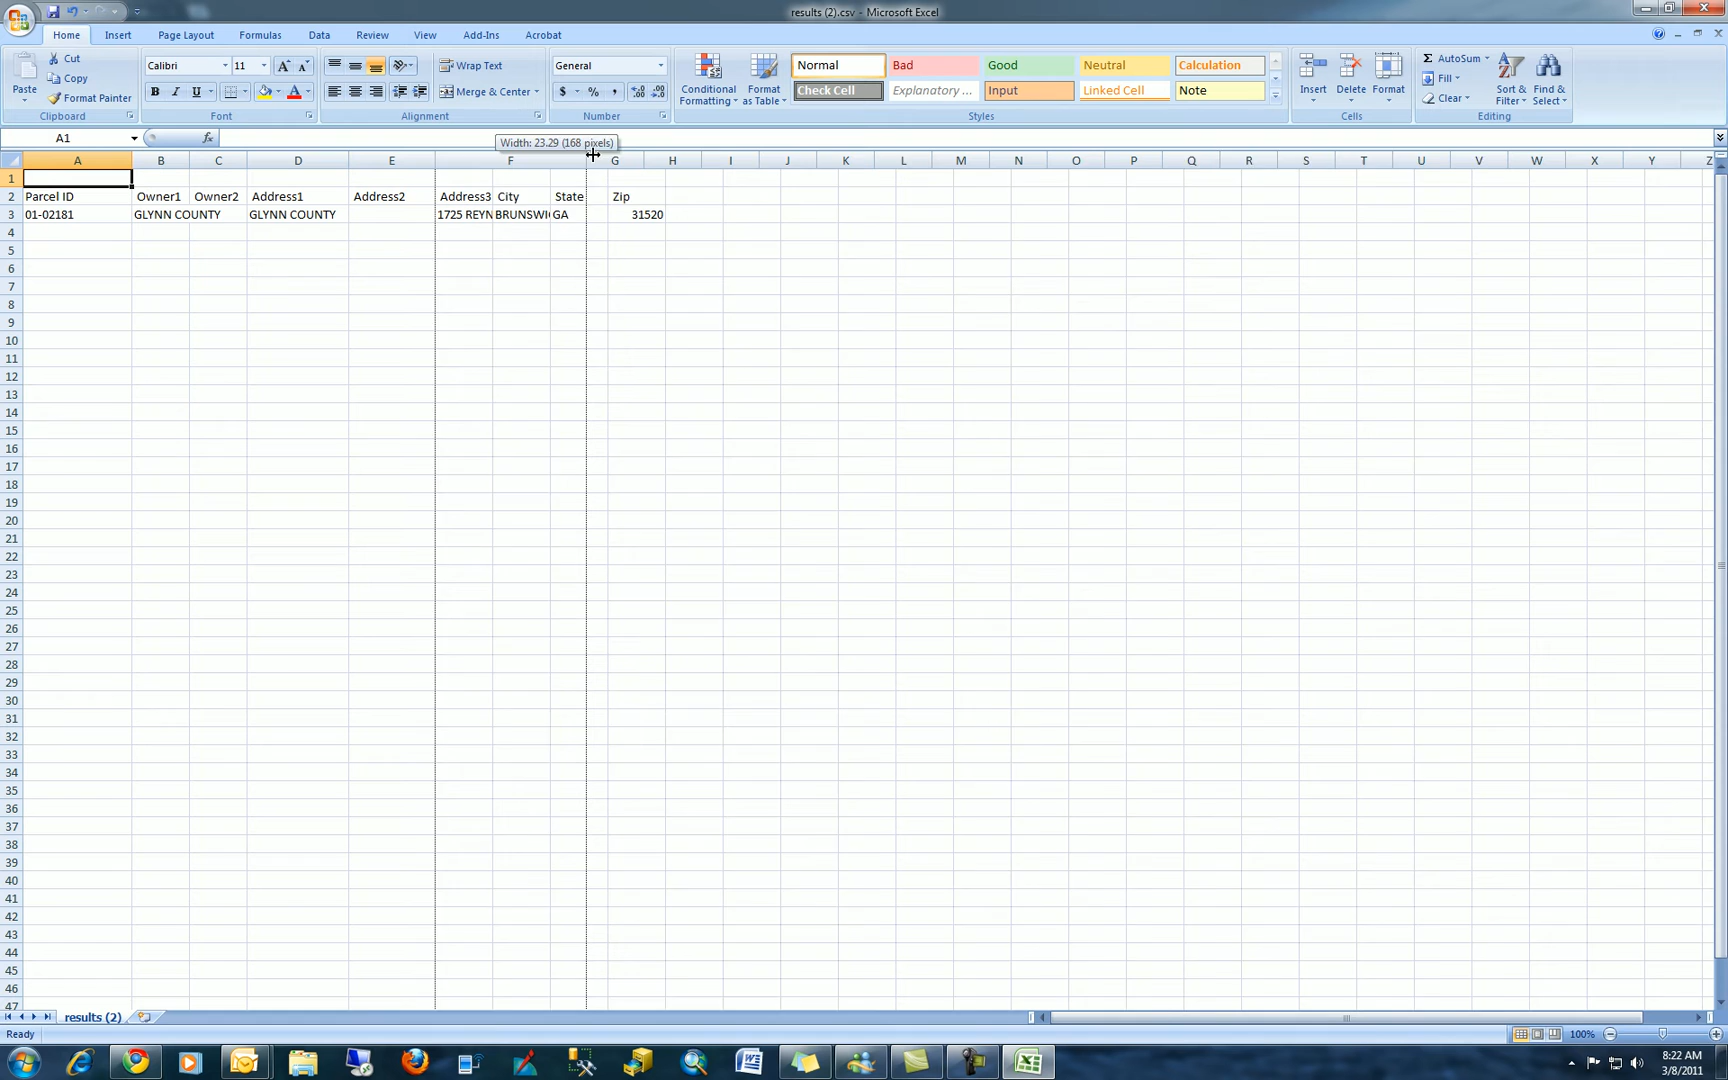 results (2).csv - Microsoft Excel
Home Insert Page Layout Formulas Data Review View Add-Ins Acrobat
Paste
Cut
Copy
Format Painter
Clipboard
Calibri 11
B I U
Font
Wrap Text
Merge & Center
Alignment
General
$ % ,
Number
Conditional Formatting
Format as Table
Normal Bad Good Neutral Calculation
Check Cell Explanatory ... Input Linked Cell Note
Styles
Insert Delete Format
Cells
AutoSum
Fill
Clear
Sort & Filter
Find & Select
Editing
A1
fx
Width: 23.29 (168 pixels)
A B C D E F G H I J K L M N O P Q R S T U V W X Y Z
1
2 Parcel ID Owner1 Owner2 Address1 Address2 Address3 City State Zip
3 01-02181 GLYNN COUNTY GLYNN COUNTY 1725 REYN BRUNSWI GA 31520
4
5
6
7
8
9
10
11
12
13
14
15
16
17
18
19
20
21
22
23
24
25
26
27
28
29
30
31
32
33
34
35
36
37
38
39
40
41
42
43
44
45
46
47
results (2)
Ready
100%
8:22 AM
3/8/2011